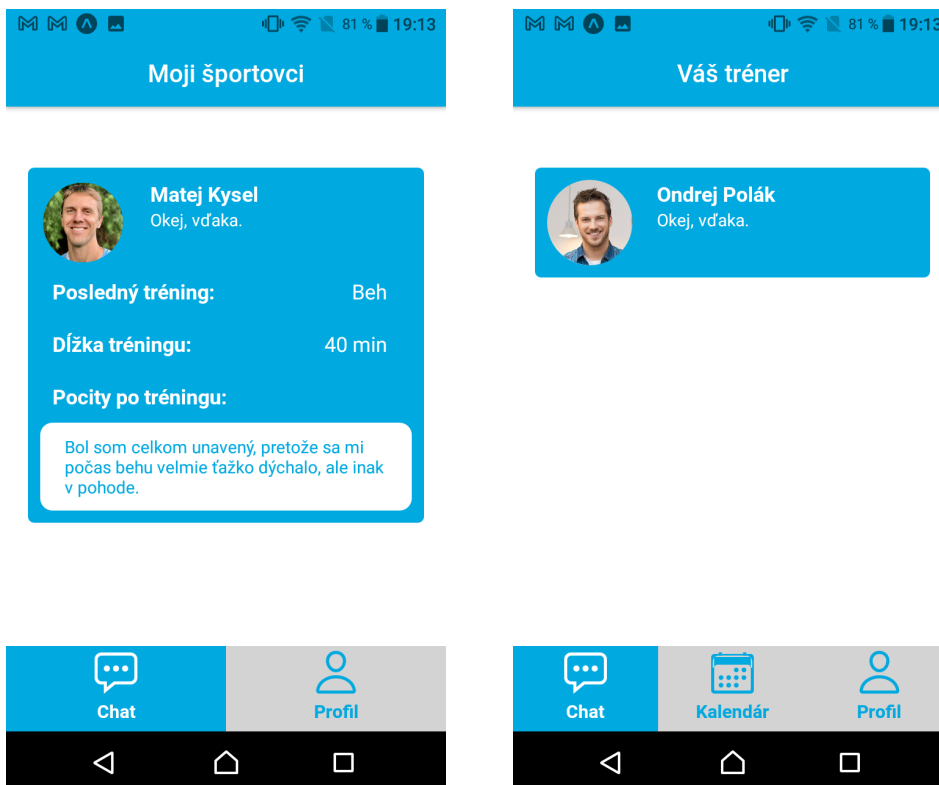 81 % 19:13
Moji športovci
Matej Kysel
Okej, vďaka.
Posledný tréning: Beh
Dĺžka tréningu: 40 min
Pocity po tréningu:
Bol som celkom unavený, pretože sa mi
počas behu velmie ťažko dýchalo, ale inak
v pohode.
Chat Profil
81 % 19:13
Váš tréner
Ondrej Polák
Okej, vďaka.
Chat Kalendár Profil